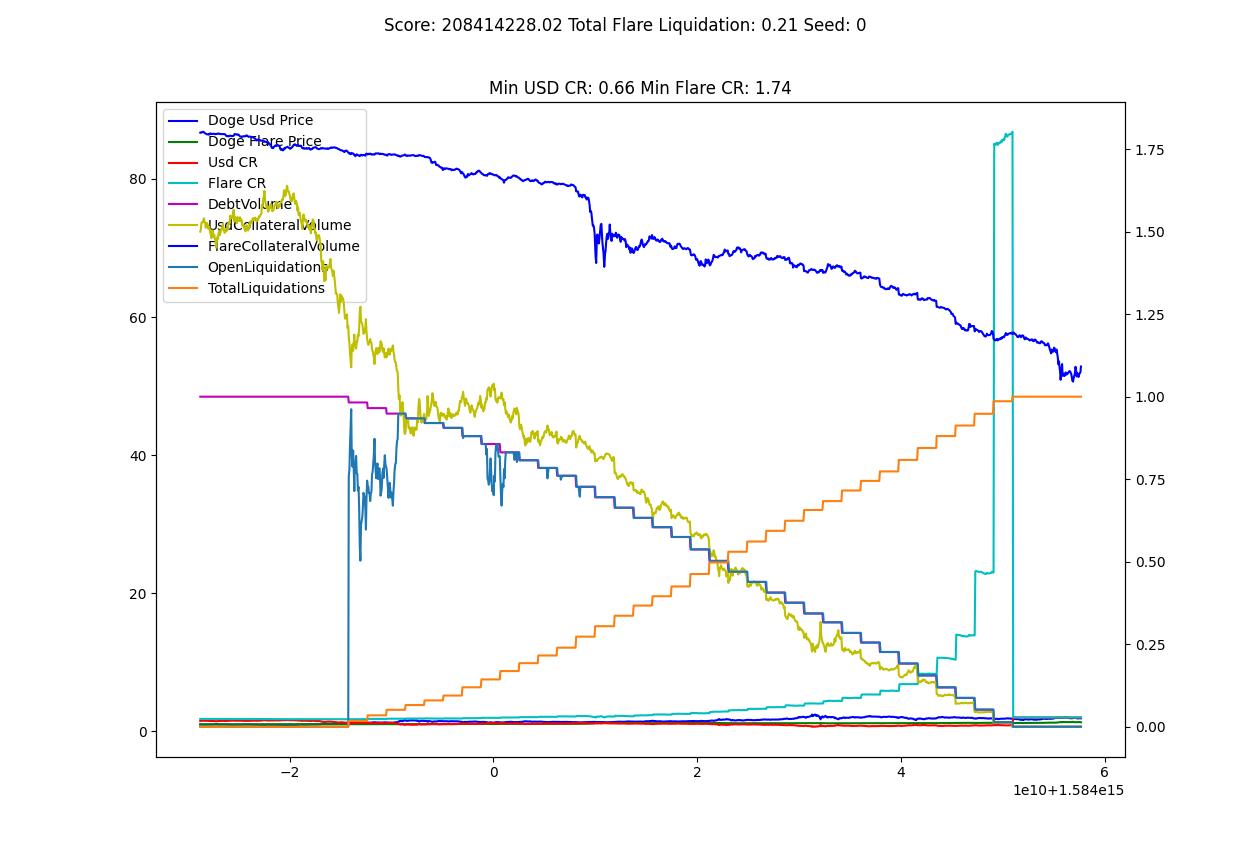 Score: 208414228.02 Total Flare Liquidation: 0.21 Seed: 0
Min USD CR: 0.66 Min Flare CR: 1.74
Doge Usd Price
Doge Flare Price
Usd CR
Flare CR
DebtVolume
UsdCollateralVolume
FlareCollateralVolume
OpenLiquidations
TotalLiquidations
80
60
40
20
0
1.75
1.50
1.25
1.00
0.75
0.50
0.25
0.00
−2 0 2 4 6
1e10+1.584e15